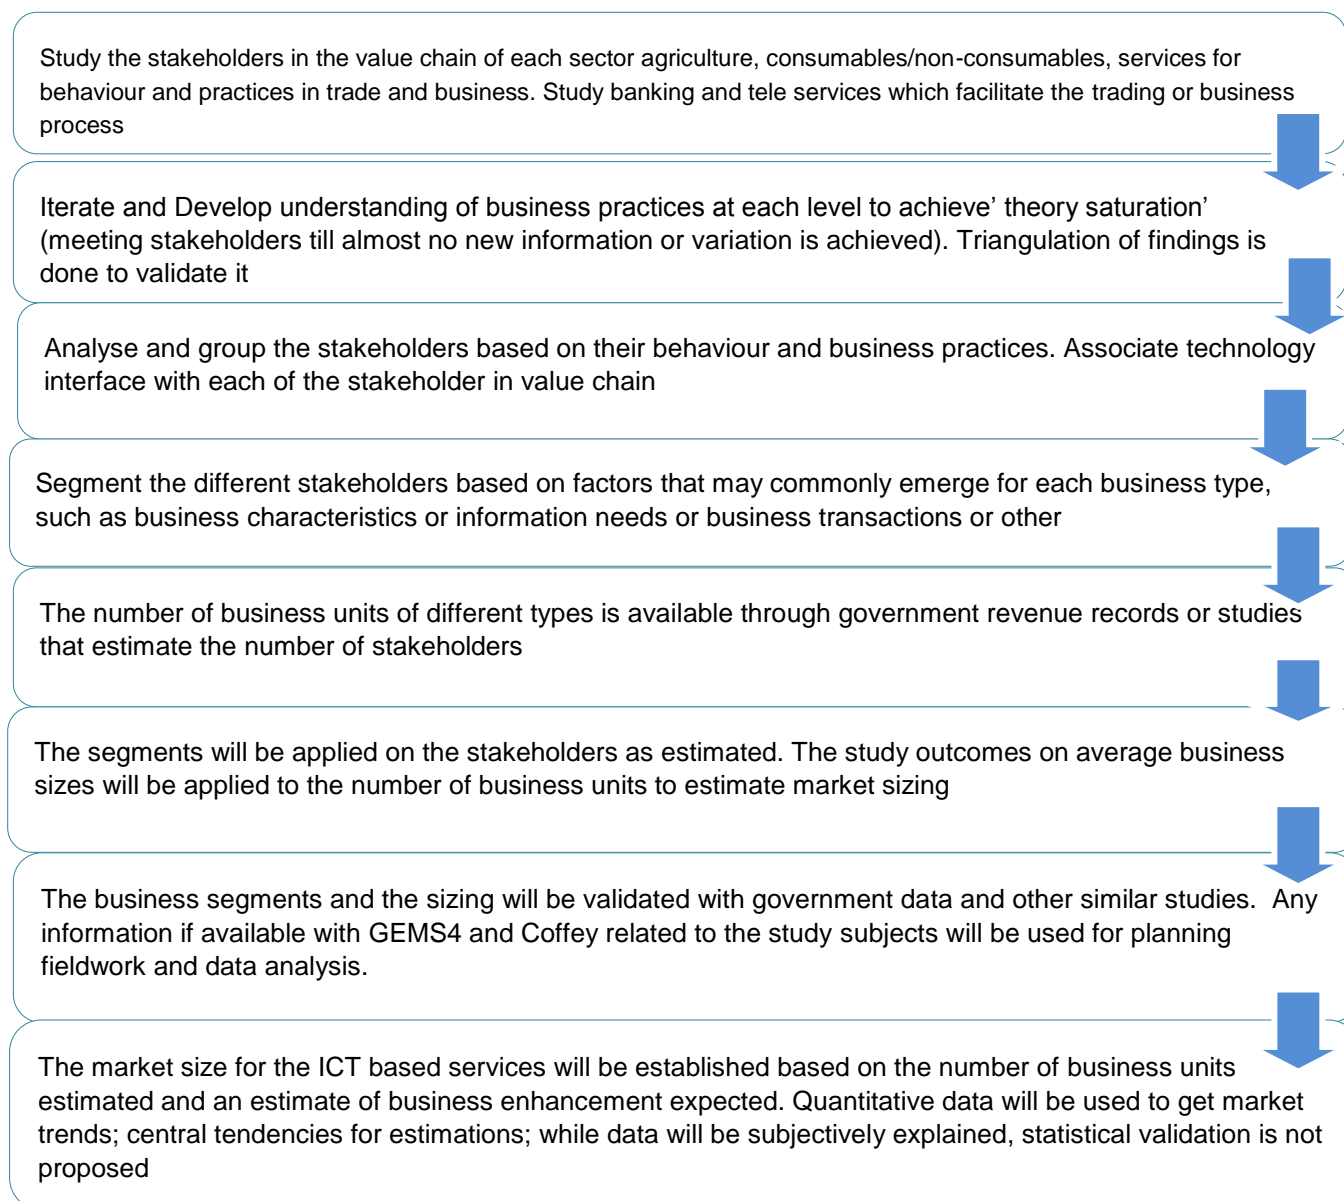 Study the stakeholders in the value chain of each sector agriculture, consumables/non-consumables, services for
behaviour and practices in trade and business. Study banking and tele services which facilitate the trading or business
process
Iterate and Develop understanding of business practices at each level to achieve’ theory saturation’
(meeting stakeholders till almost no new information or variation is achieved). Triangulation of findings is
done to validate it
Analyse and group the stakeholders based on their behaviour and business practices. Associate technology
interface with each of the stakeholder in value chain
Segment the different stakeholders based on factors that may commonly emerge for each business type,
such as business characteristics or information needs or business transactions or other
The number of business units of different types is available through government revenue records or studies
that estimate the number of stakeholders
The segments will be applied on the stakeholders as estimated. The study outcomes on average business
sizes will be applied to the number of business units to estimate market sizing
The business segments and the sizing will be validated with government data and other similar studies.  Any
information if available with GEMS4 and Coffey related to the study subjects will be used for planning
fieldwork and data analysis.
The market size for the ICT based services will be established based on the number of business units
estimated and an estimate of business enhancement expected. Quantitative data will be used to get market
trends; central tendencies for estimations; while data will be subjectively explained, statistical validation is not
proposed